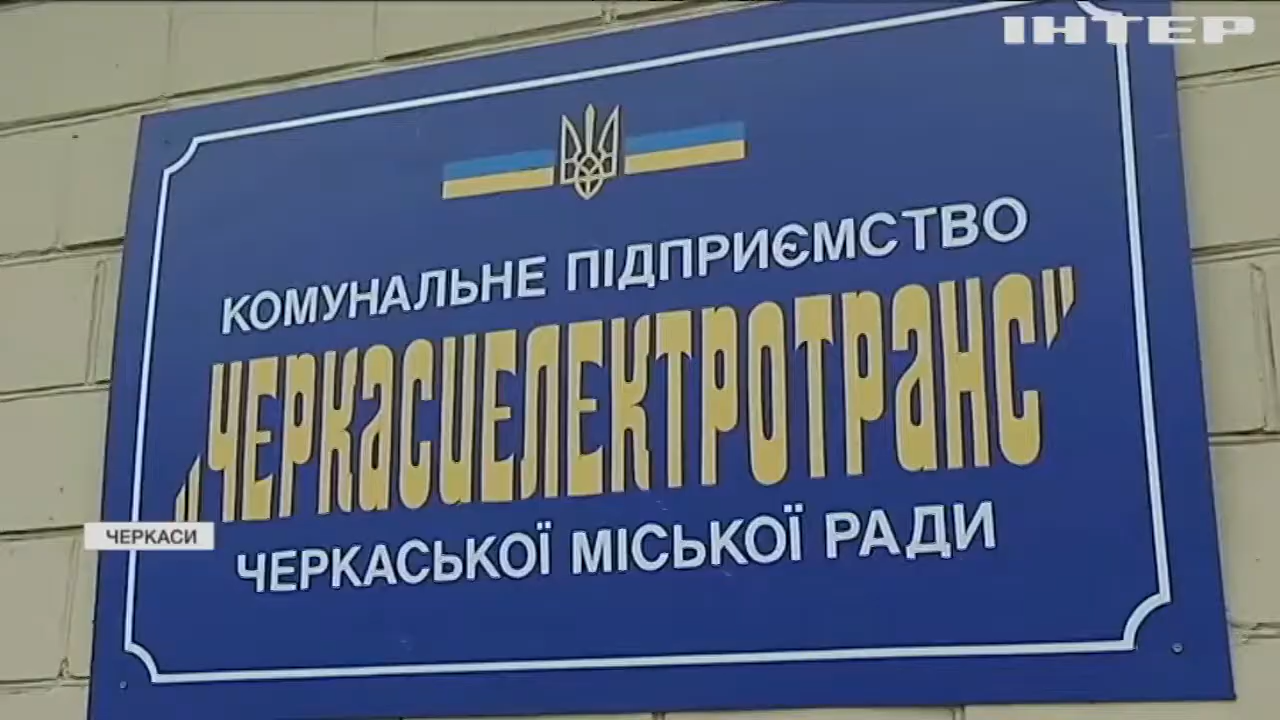 ІНТЕР
КОМУНАЛЬНЕ ПІДПРИЄМСТВО
„ЧЕРКАСИЕЛЕКТРОТРАНС”
ЧЕРКАСЬКОЇ МІСЬКОЇ РАДИ
ЧЕРКАСИ